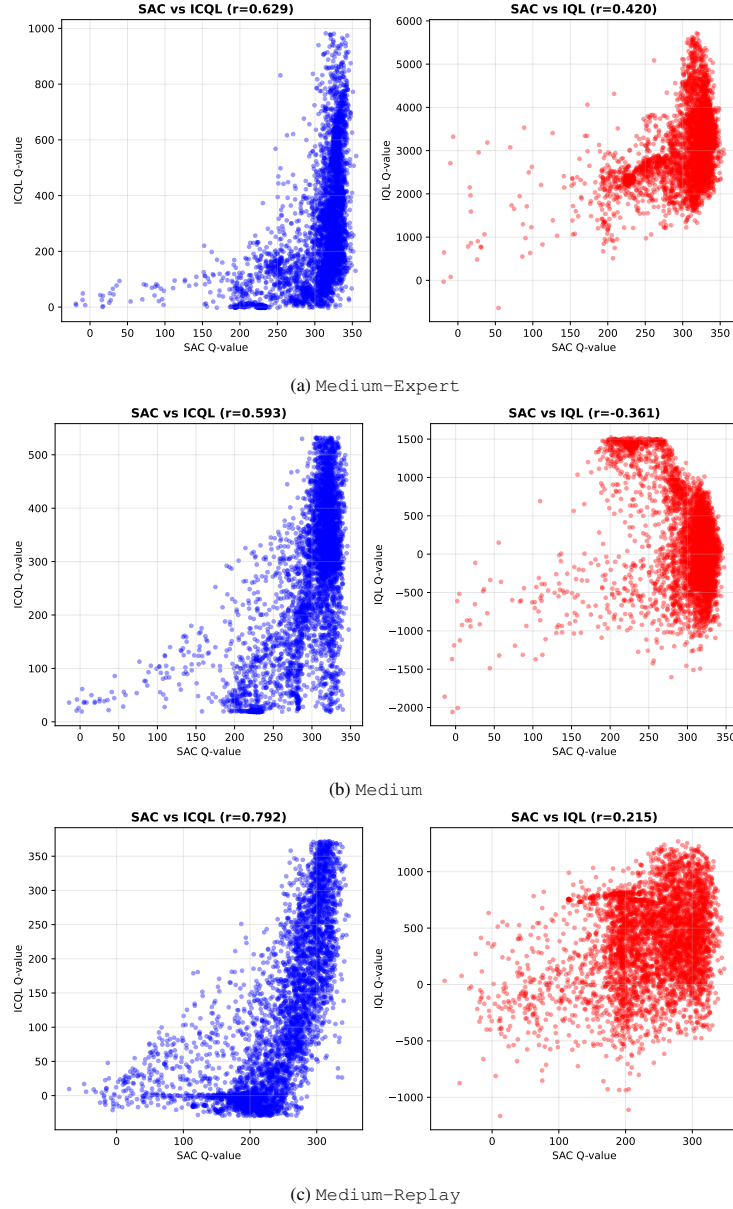 SAC vs ICQL (r=0.629)
1000
800
600
400
200
0
ICQL Q-value
0 50 100 150 200 250 300 350
SAC Q-value
SAC vs IQL (r=0.420)
6000
5000
4000
3000
2000
1000
0
IQL Q-value
0 50 100 150 200 250 300 350
SAC Q-value
(a) Medium-Expert
SAC vs ICQL (r=0.593)
500
400
300
200
100
0
ICQL Q-value
0 50 100 150 200 250 300 350
SAC Q-value
SAC vs IQL (r=-0.361)
1500
1000
500
0
−500
−1000
−1500
−2000
IQL Q-value
0 50 100 150 200 250 300 350
SAC Q-value
(b) Medium
SAC vs ICQL (r=0.792)
350
300
250
200
150
100
50
0
ICQL Q-value
0 100 200 300
SAC Q-value
SAC vs IQL (r=0.215)
1000
500
0
−500
−1000
IQL Q-value
0 100 200 300
SAC Q-value
(c) Medium-Replay